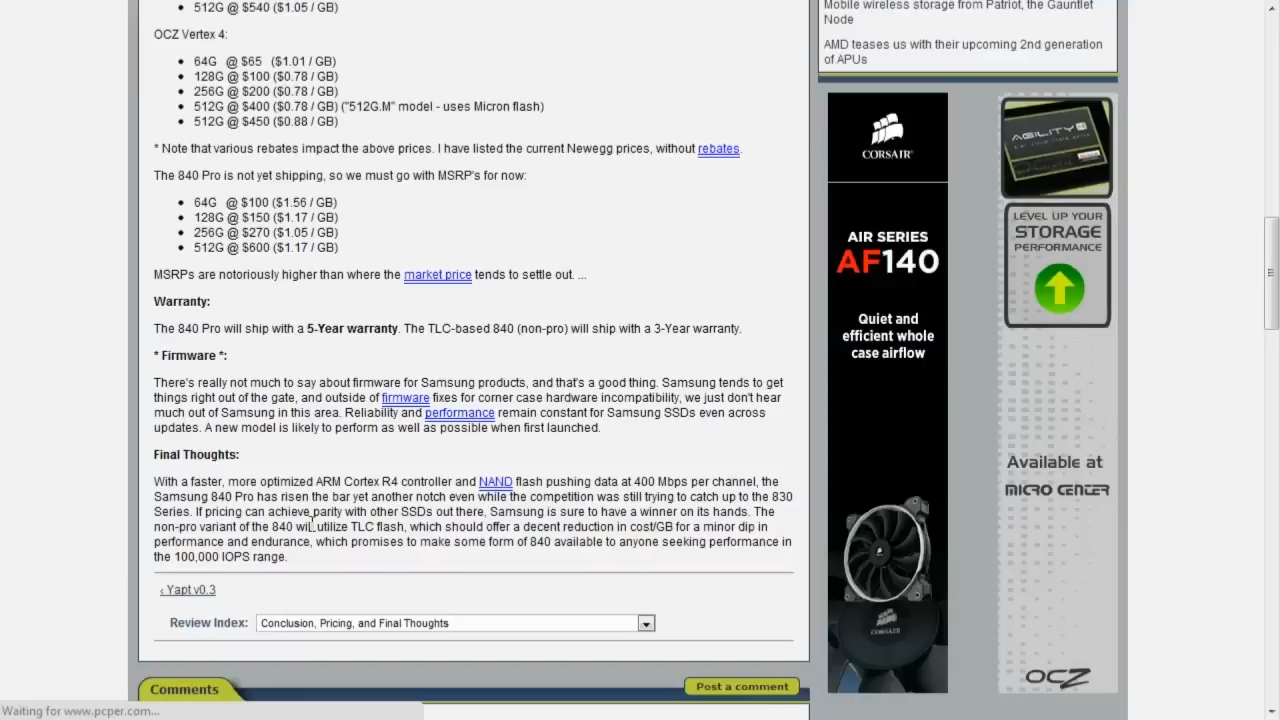 512G @ $540 ($1.05 / GB)
OCZ Vertex 4:
64G @ $65 ($1.01 / GB)
128G @ $100 ($0.78 / GB)
256G @ $200 ($0.78 / GB)
512G @ $400 ($0.78 / GB) ("512G.M" model - uses Micron flash)
512G @ $450 ($0.88 / GB)
* Note that various rebates impact the above prices. I have listed the current Newegg prices, without rebates.
The 840 Pro is not yet shipping, so we must go with MSRP's for now:
64G @ $100 ($1.56 / GB)
128G @ $150 ($1.17 / GB)
256G @ $270 ($1.05 / GB)
512G @ $600 ($1.17 / GB)
MSRPs are notoriously higher than where the market price tends to settle out. ...
Warranty:
The 840 Pro will ship with a 5-Year warranty. The TLC-based 840 (non-pro) will ship with a 3-Year warranty.
* Firmware *:
There's really not much to say about firmware for Samsung products, and that's a good thing. Samsung tends to get
things right out of the gate, and outside of firmware fixes for corner case hardware incompatibility, we just don't hear
much out of Samsung in this area. Reliability and performance remain constant for Samsung SSDs even across
updates. A new model is likely to perform as well as possible when first launched.
Final Thoughts:
With a faster, more optimized ARM Cortex R4 controller and NAND flash pushing data at 400 Mbps per channel, the
Samsung 840 Pro has risen the bar yet another notch even while the competition was still trying to catch up to the 830
Series. If pricing can achieve parity with other SSDs out there, Samsung is sure to have a winner on its hands. The
non-pro variant of the 840 will utilize TLC flash, which should offer a decent reduction in cost/GB for a minor dip in
performance and endurance, which promises to make some form of 840 available to anyone seeking performance in
the 100,000 IOPS range.
‹ Yapt v0.3
Review Index: Conclusion, Pricing, and Final Thoughts
Comments
Post a comment
Waiting for www.pcper.com...
Mobile wireless storage from Patriot, the Gauntlet
Node
AMD teases us with their upcoming 2nd generation
of APUs
CORSAIR
AIR SERIES
AF140
Quiet and
efficient whole
case airflow
CORSAIR
AGILITY 4
LEVEL UP YOUR
STORAGE
PERFORMANCE
Available at
MICRO CENTER
OCZ